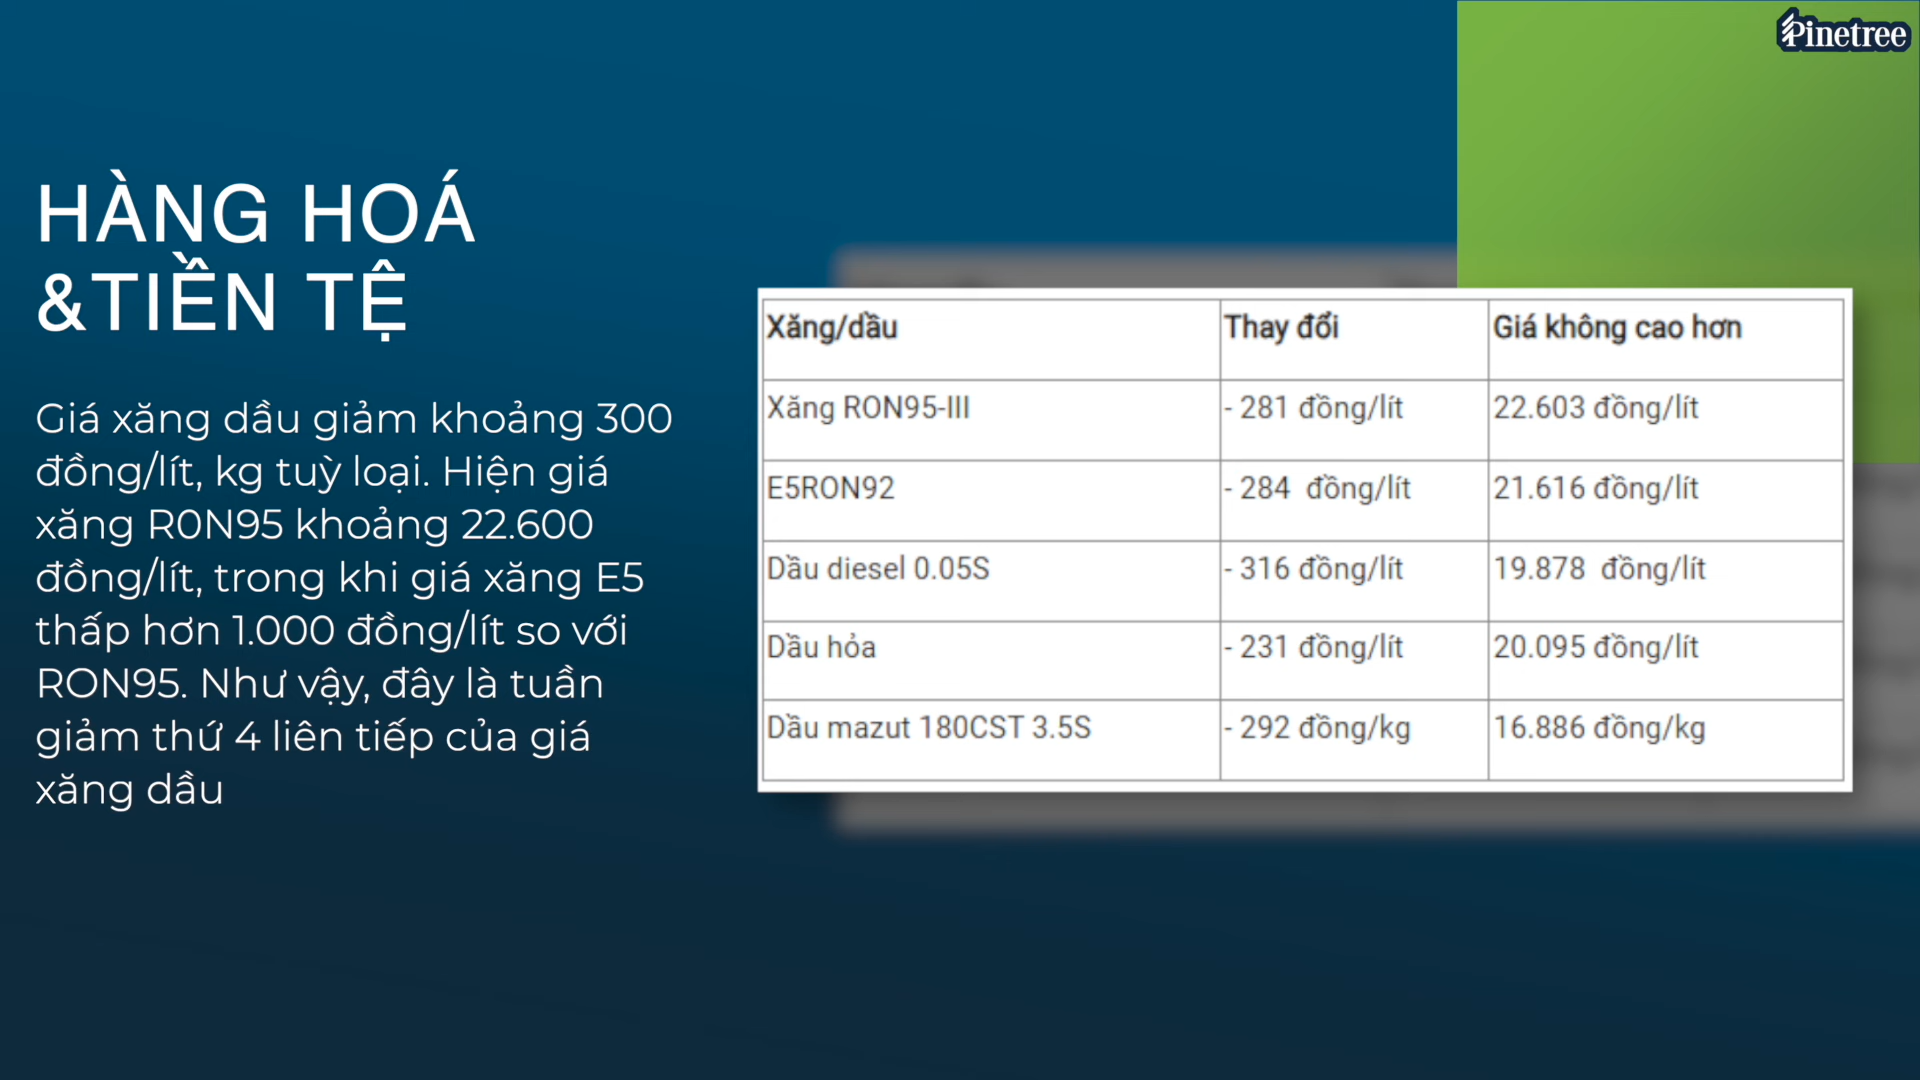 Pinetree
HÀNG HOÁ
&TIỀN TỆ
Giá xăng dầu giảm khoảng 300
đồng/lít, kg tuỳ loại. Hiện giá
xăng R0N95 khoảng 22.600
đồng/lít, trong khi giá xăng E5
thấp hơn 1.000 đồng/lít so với
RON95. Như vậy, đây là tuần
giảm thứ 4 liên tiếp của giá
xăng dầu
Xăng/dầu Thay đổi Giá không cao hơn
Xăng RON95-III - 281 đồng/lít 22.603 đồng/lít
E5RON92 - 284 đồng/lít 21.616 đồng/lít
Dầu diesel 0.05S - 316 đồng/lít 19.878 đồng/lít
Dầu hỏa - 231 đồng/lít 20.095 đồng/lít
Dầu mazut 180CST 3.5S - 292 đồng/kg 16.886 đồng/kg